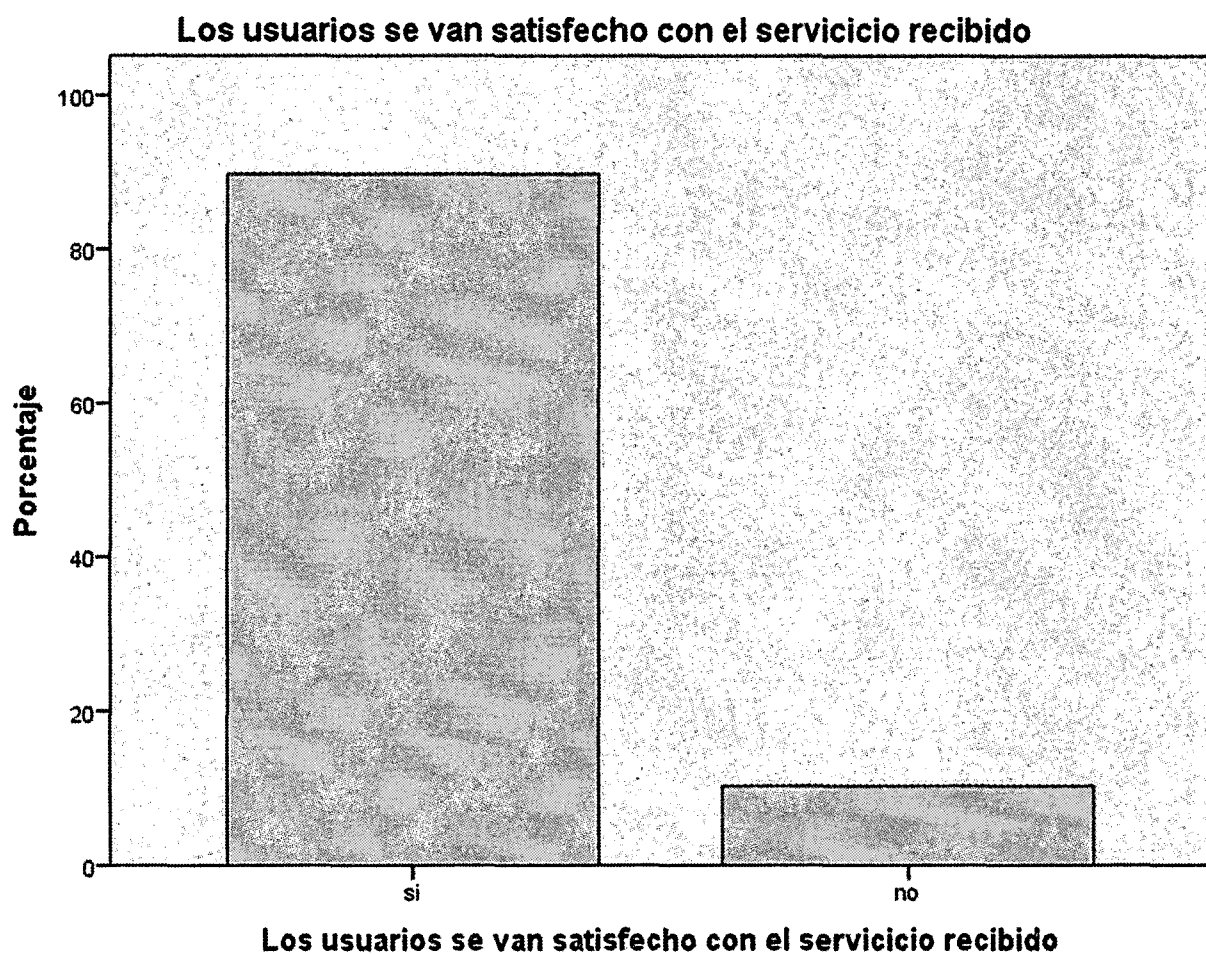 Los usuarios se van satisfecho con el servicicio recibido
100
80
60
40
20
0
Porcentaje
si
no
Los usuarios se van satisfecho con el servicicio recibido